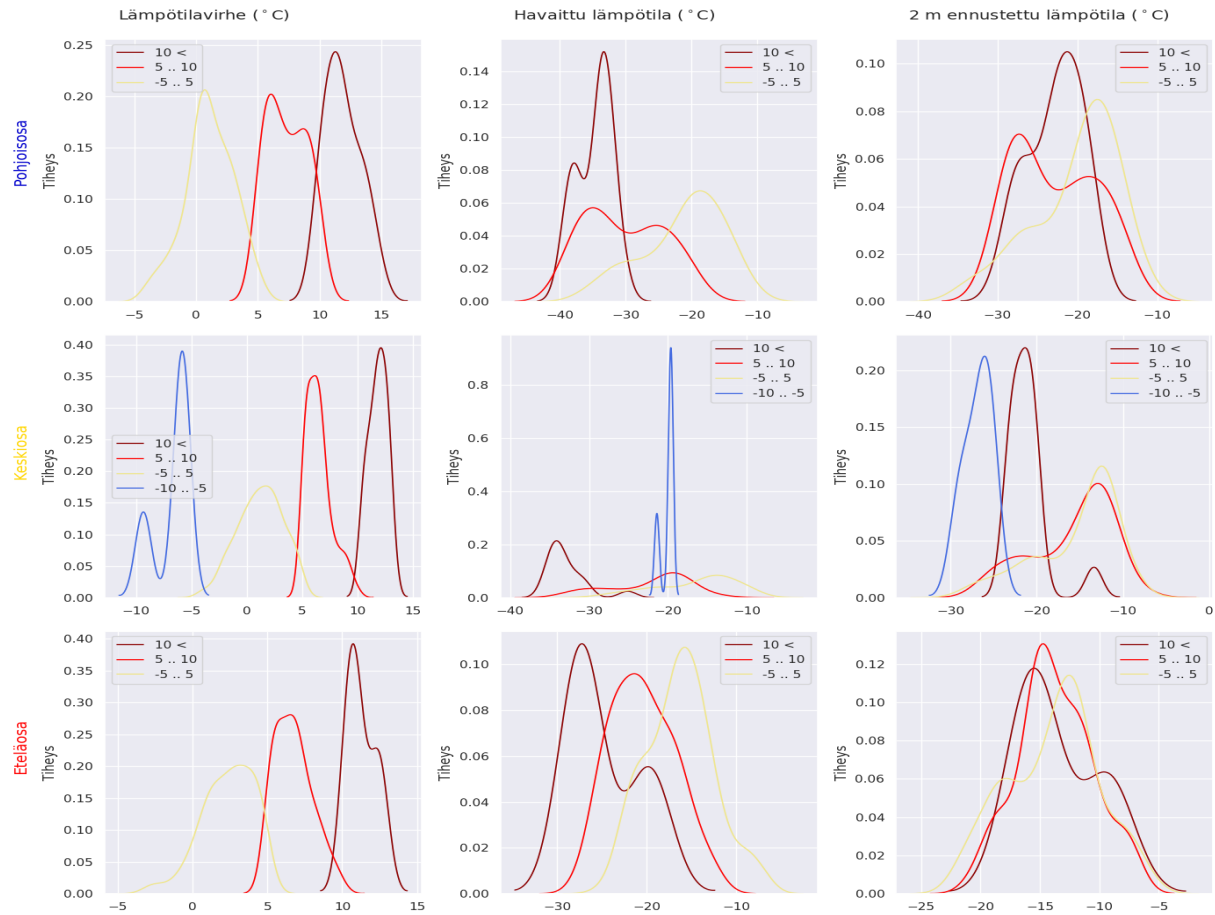 Lämpötilavirhe (°C)
Havaittu lämpötila (°C)
2 m ennustettu lämpötila (°C)
Pohjoisosa
Tiheys
0.25
0.20
0.15
0.10
0.05
0.00
10 <
5 .. 10
-5 .. 5
−5 0 5 10 15
Tiheys
0.14
0.12
0.10
0.08
0.06
0.04
0.02
0.00
10 <
5 .. 10
-5 .. 5
−40 −30 −20 −10
Tiheys
0.10
0.08
0.06
0.04
0.02
0.00
10 <
5 .. 10
-5 .. 5
−40 −30 −20 −10
Keskiosa
Tiheys
0.40
0.35
0.30
0.25
0.20
0.15
0.10
0.05
0.00
10 <
5 .. 10
-5 .. 5
-10 .. -5
−10 −5 0 5 10 15
Tiheys
0.8
0.6
0.4
0.2
0.0
10 <
5 .. 10
-5 .. 5
-10 .. -5
−40 −30 −20 −10
Tiheys
0.20
0.15
0.10
0.05
0.00
10 <
5 .. 10
-5 .. 5
-10 .. -5
−30 −20 −10 0
Eteläosa
Tiheys
0.40
0.35
0.30
0.25
0.20
0.15
0.10
0.05
0.00
10 <
5 .. 10
-5 .. 5
−5 0 5 10 15
Tiheys
0.10
0.08
0.06
0.04
0.02
0.00
10 <
5 .. 10
-5 .. 5
−30 −20 −10
Tiheys
0.12
0.10
0.08
0.06
0.04
0.02
0.00
10 <
5 .. 10
-5 .. 5
−25 −20 −15 −10 −5